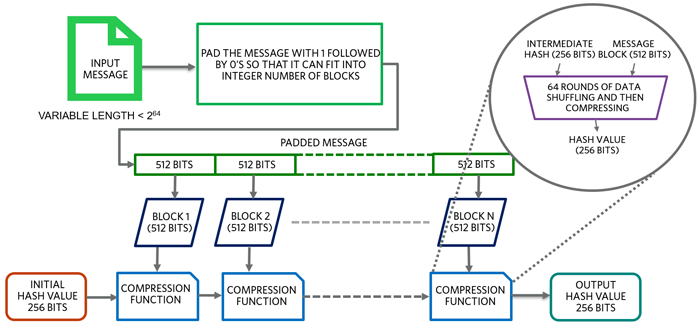 INPUT
MESSAGE
PAD THE MESSAGE WITH 1 FOLLOWED
BY 0'S SO THAT IT CAN FIT INTO
INTEGER NUMBER OF BLOCKS
INTERMEDIATE
HASH (256 BITS)
MESSAGE
BLOCK (512 BITS)
64 ROUNDS OF DATA
SHUFFLING AND THEN
COMPRESSING
HASH VALUE
(256 BITS)
VARIABLE LENGTH < 2⁶⁴
PADDED MESSAGE
512 BITS
512 BITS
512 BITS
BLOCK 1
(512 BITS)
BLOCK 2
(512 BITS)
BLOCK N
(512 BITS)
INITIAL
HASH VALUE
256 BITS
COMPRESSION
FUNCTION
COMPRESSION
FUNCTION
COMPRESSION
FUNCTION
OUTPUT
HASH VALUE
256 BITS